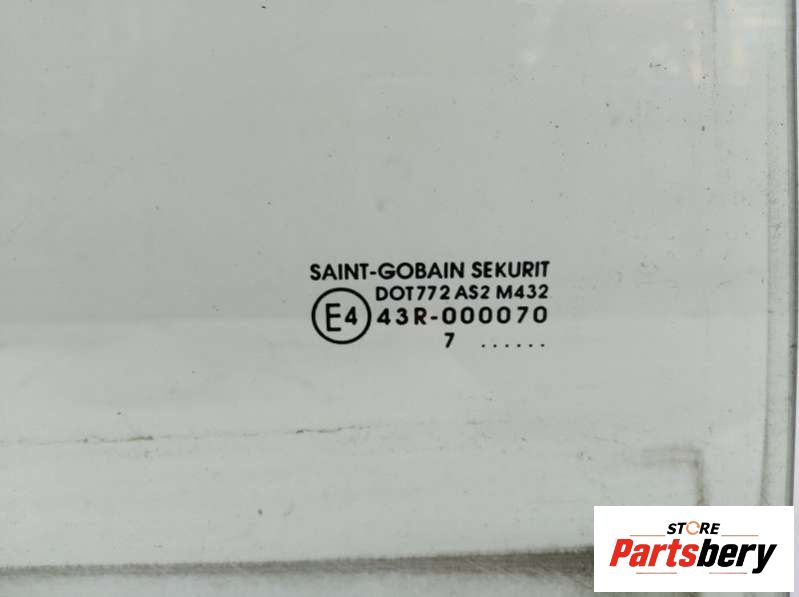 SAINT-GOBAIN SEKURIT
DOT772 AS2 M432
E4 43R-000070
7 ......
STORE
Partsbery